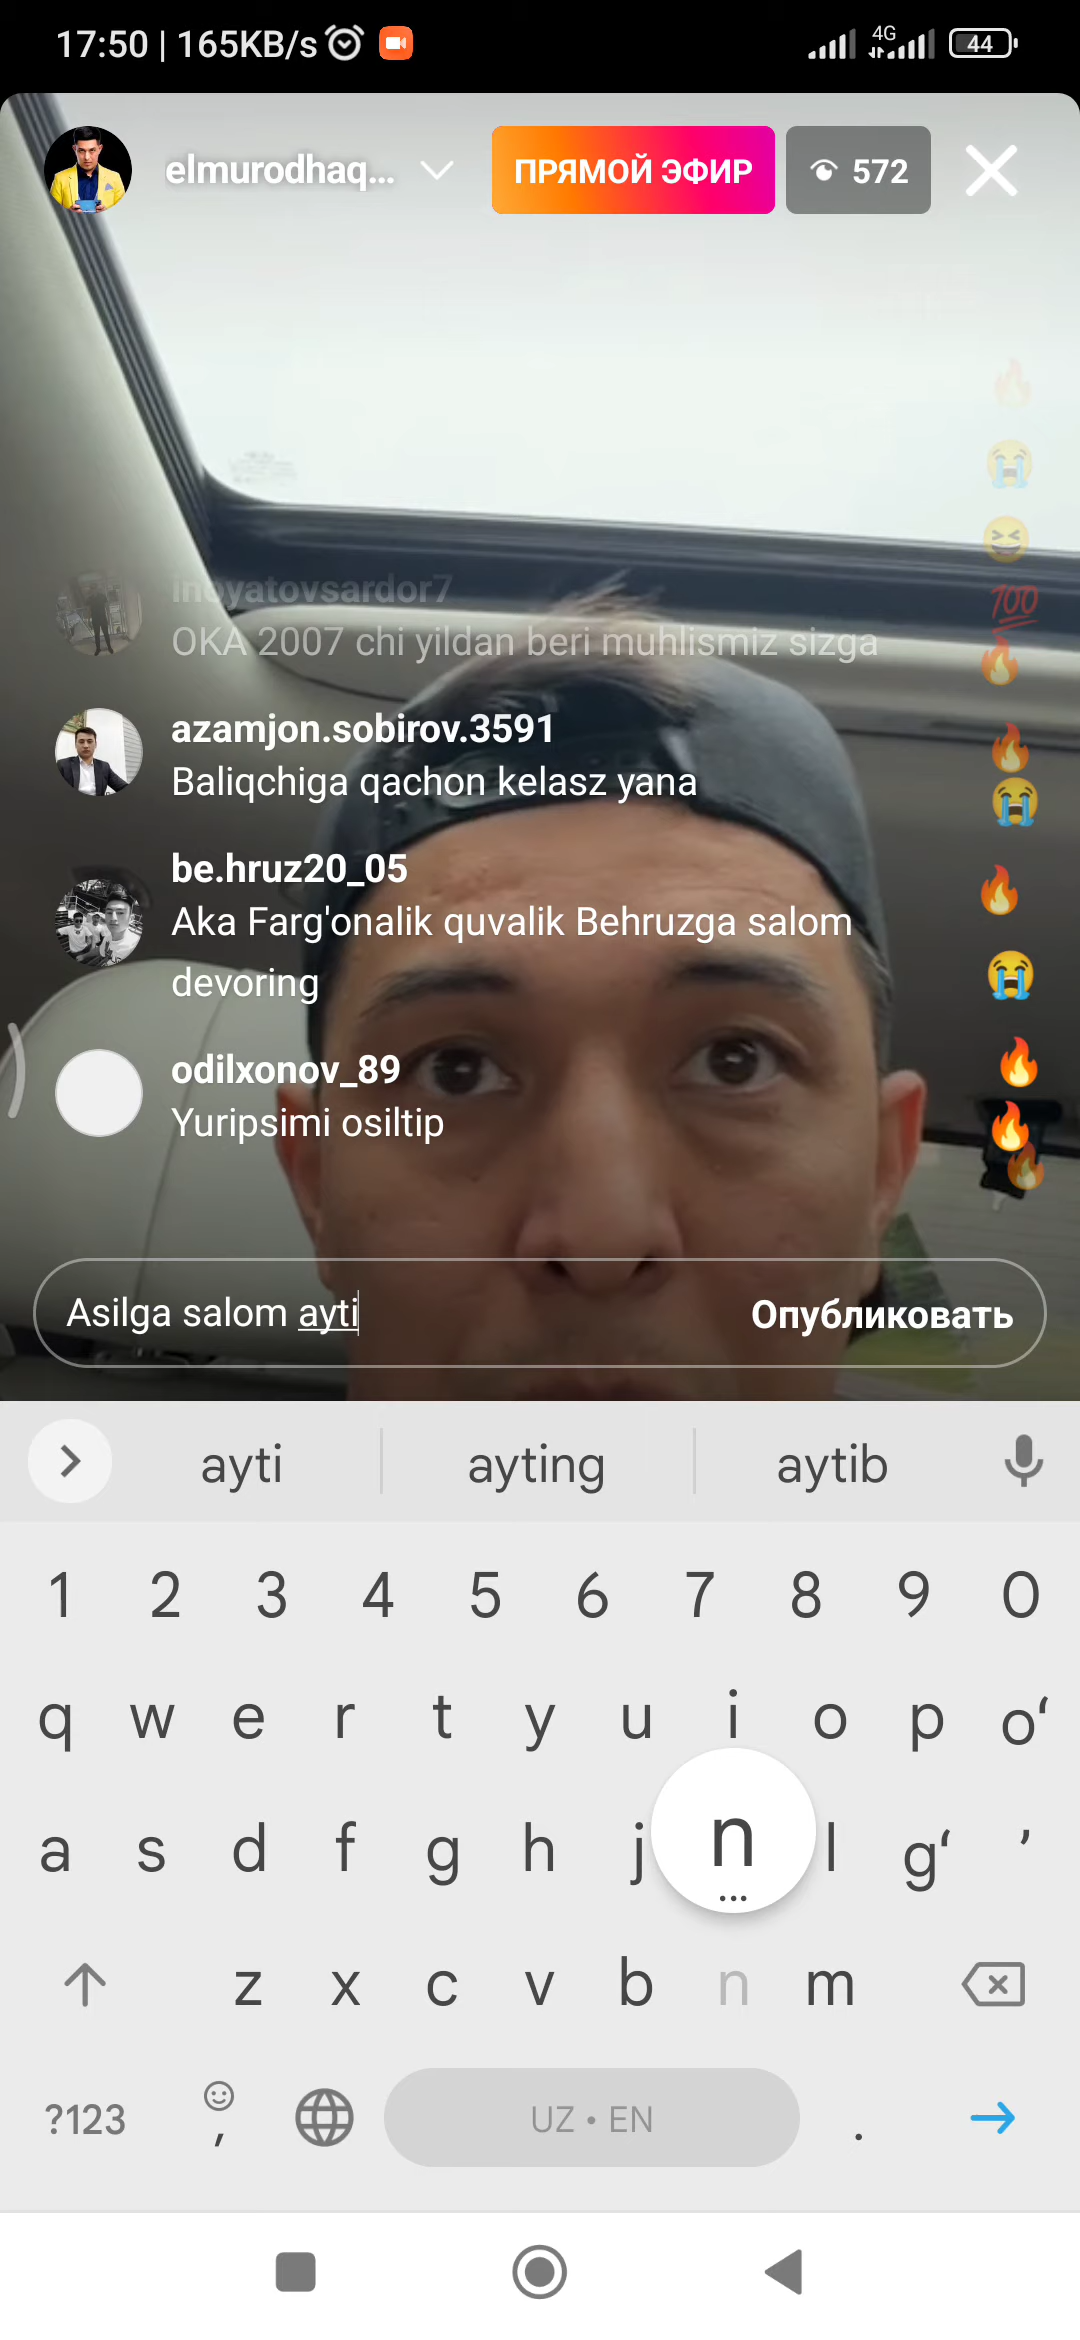 17:50 | 165KB/s
4G
44
elmurodhaq...
ПРЯМОЙ ЭФИР
572
inoyatovsardor7
OKA 2007 chi yildan beri muhlismiz sizga
azamjon.sobirov.3591
Baliqchiga qachon kelasz yana
be.hruz20_05
Aka Farg'onalik quvalik Behruzga salom
devoring
odilxonov_89
Yuripsimi osiltip
Asilga salom ayti
Опубликовать
ayti ayting aytib
1 2 3 4 5 6 7 8 9 0
q w e r t y u i o p oʻ
a s d f g h j n l gʻ ʼ
z x c v b n m
?123 , UZ • EN .